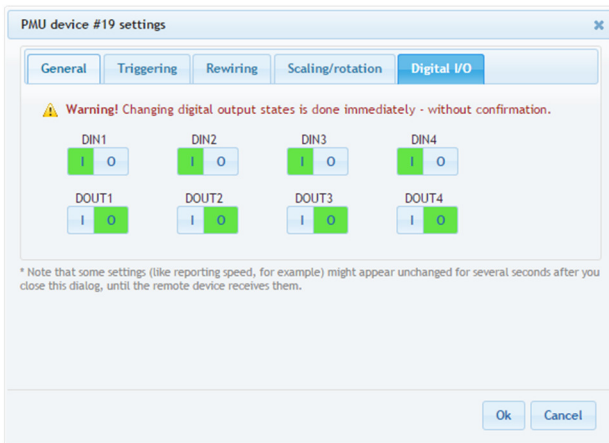 PMU device #19 settings
General Triggering Rewiring Scaling/rotation Digital I/O
Warning! Changing digital output states is done immediately - without confirmation.
DIN1 DIN2 DIN3 DIN4
I O I O I O I O
DOUT1 DOUT2 DOUT3 DOUT4
I O I O I O I O
* Note that some settings (like reporting speed, for example) might appear unchanged for several seconds after you
close this dialog, until the remote device receives them.
Ok Cancel